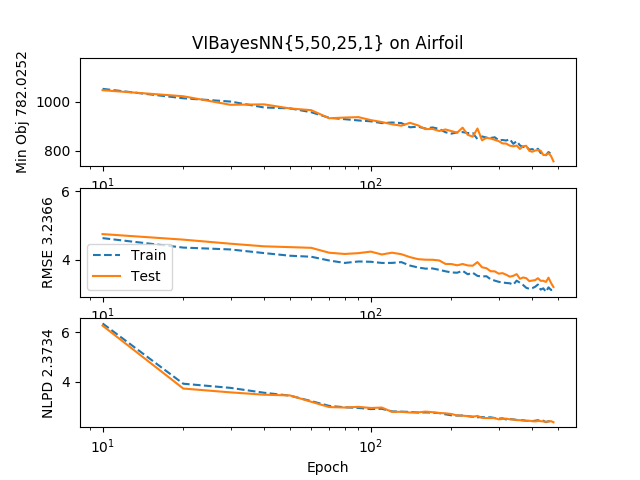 VIBayesNN{5,50,25,1} on Airfoil
Min Obj 782.0252
1000
800
10¹
10²
RMSE 3.2366
6
4
Train
Test
10¹
10²
NLPD 2.3734
6
4
10¹
10²
Epoch